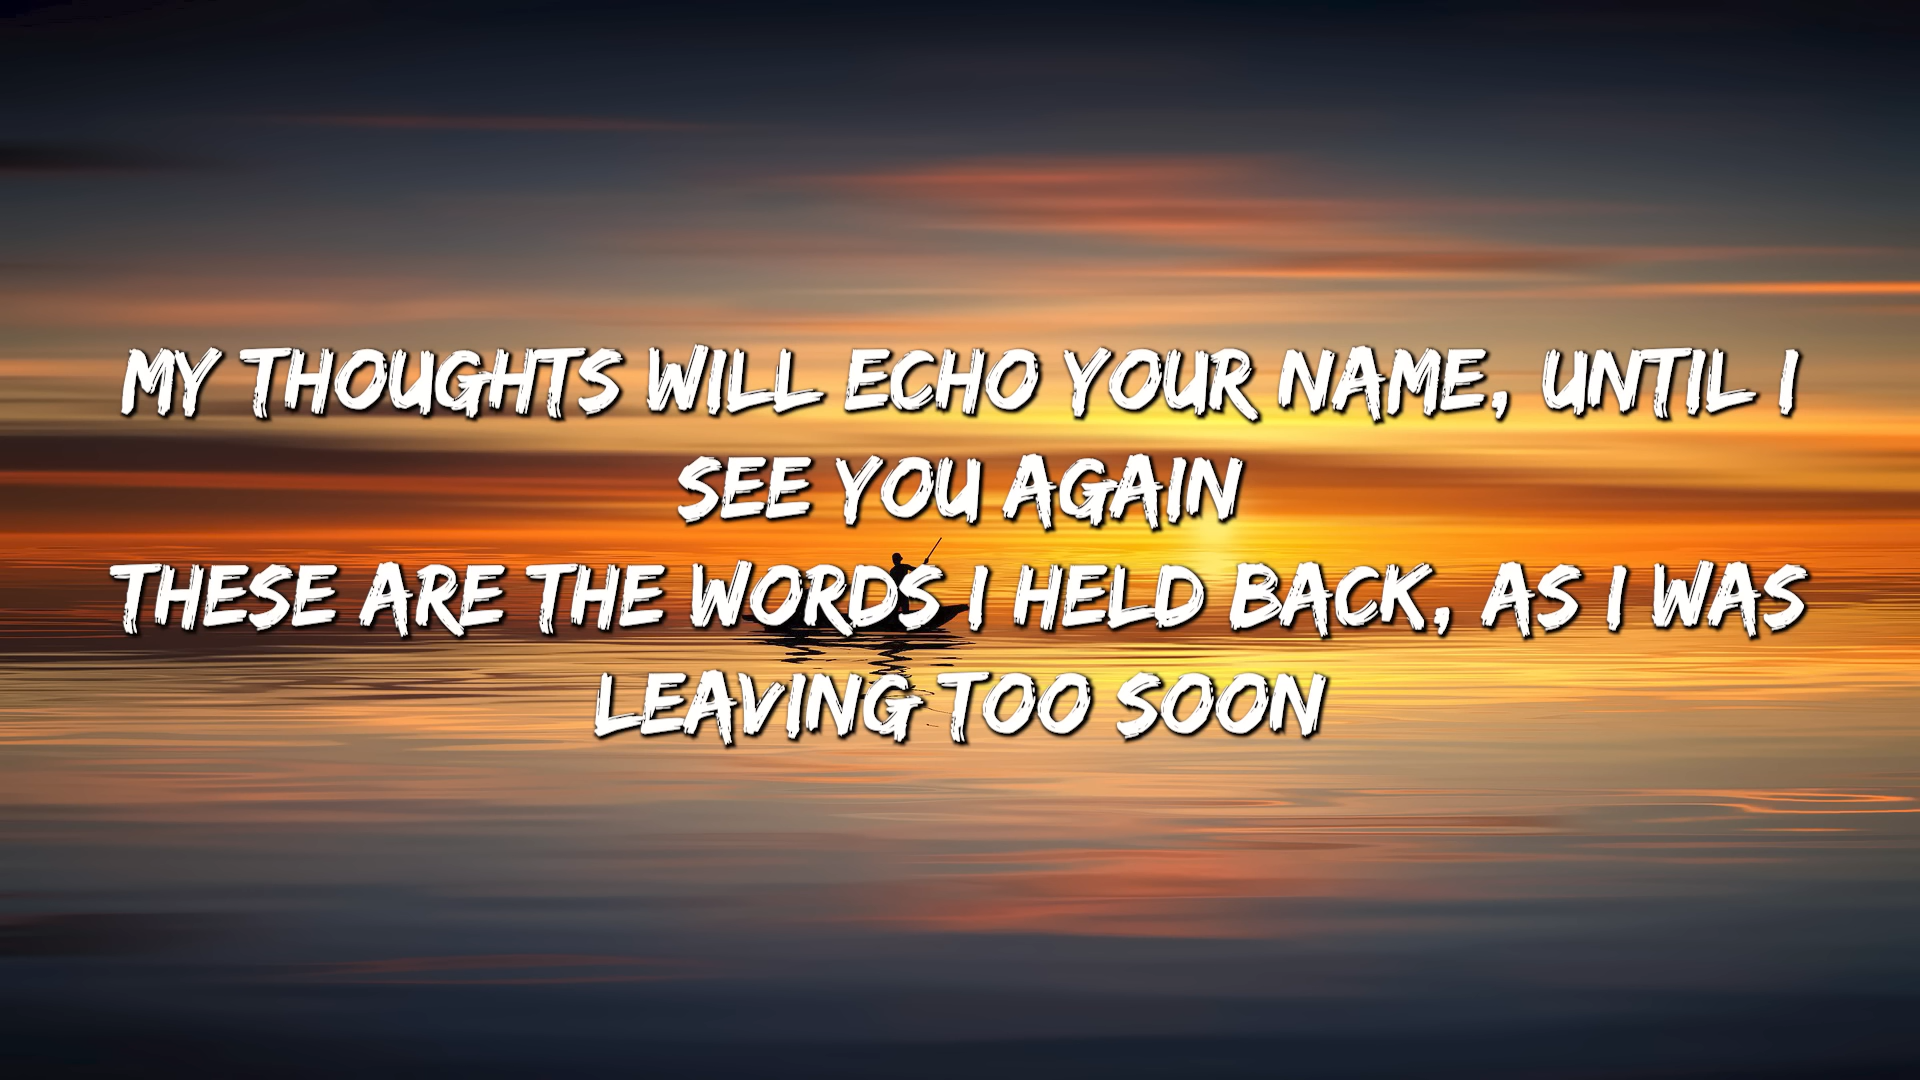 MY THOUGHTS WILL ECHO YOUR NAME, UNTIL I
SEE YOU AGAIN
THESE ARE THE WORDS I HELD BACK, AS I WAS
LEAVING TOO SOON